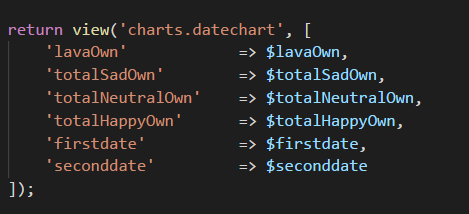 return view('charts.datechart', [
    'lavaOwn'           => $lavaOwn,
    'totalSadOwn'       => $totalSadOwn,
    'totalNeutralOwn'   => $totalNeutralOwn,
    'totalHappyOwn'     => $totalHappyOwn,
    'firstdate'         => $firstdate,
    'seconddate'        => $seconddate
]);